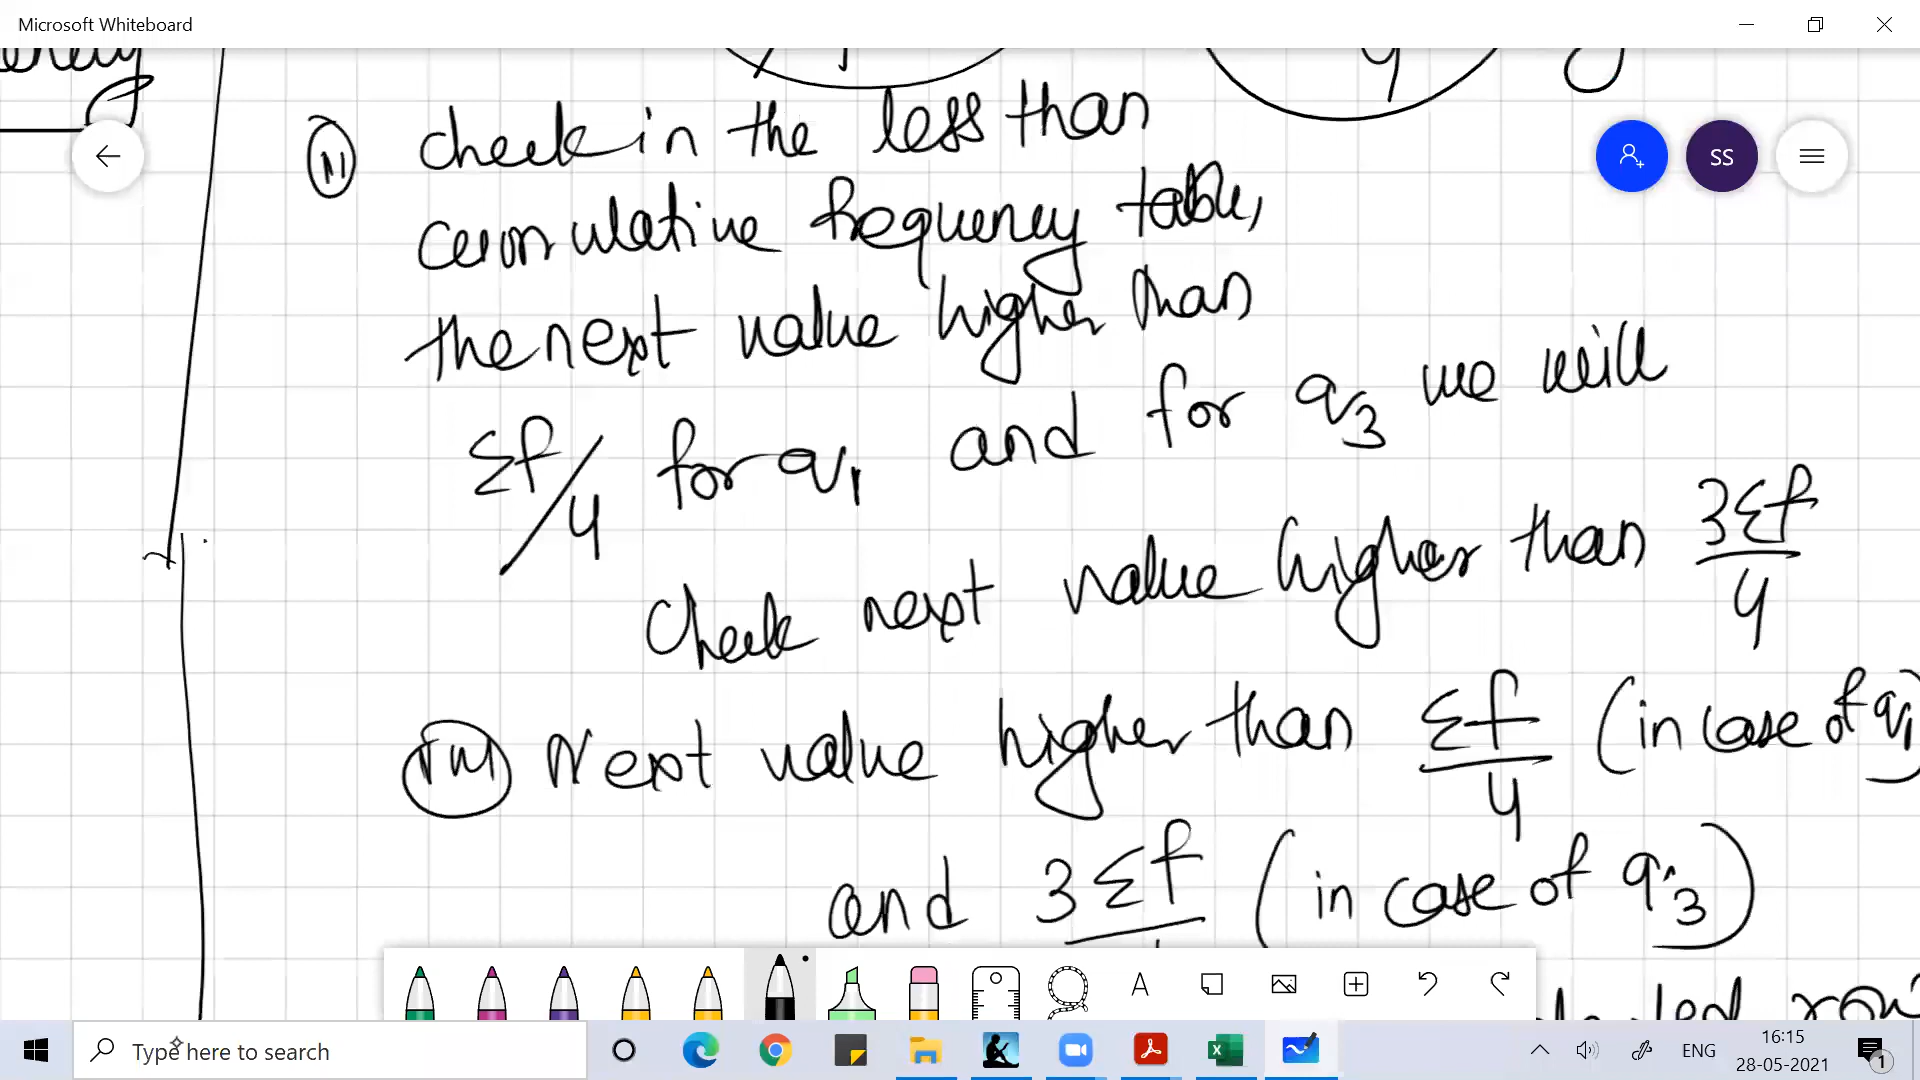 Microsoft Whiteboard
(ii) check in the less than
cumulative frequency table,
the next value higher than
Σf/4 for q1 and for q3 we will
check next value higher than 3Σf/4
(iii) Next value higher than Σf/4 (in case of q1)
and 3Σf (in case of q3)
row
SS
A
Type here to search
ENG
16:15
28-05-2021
1